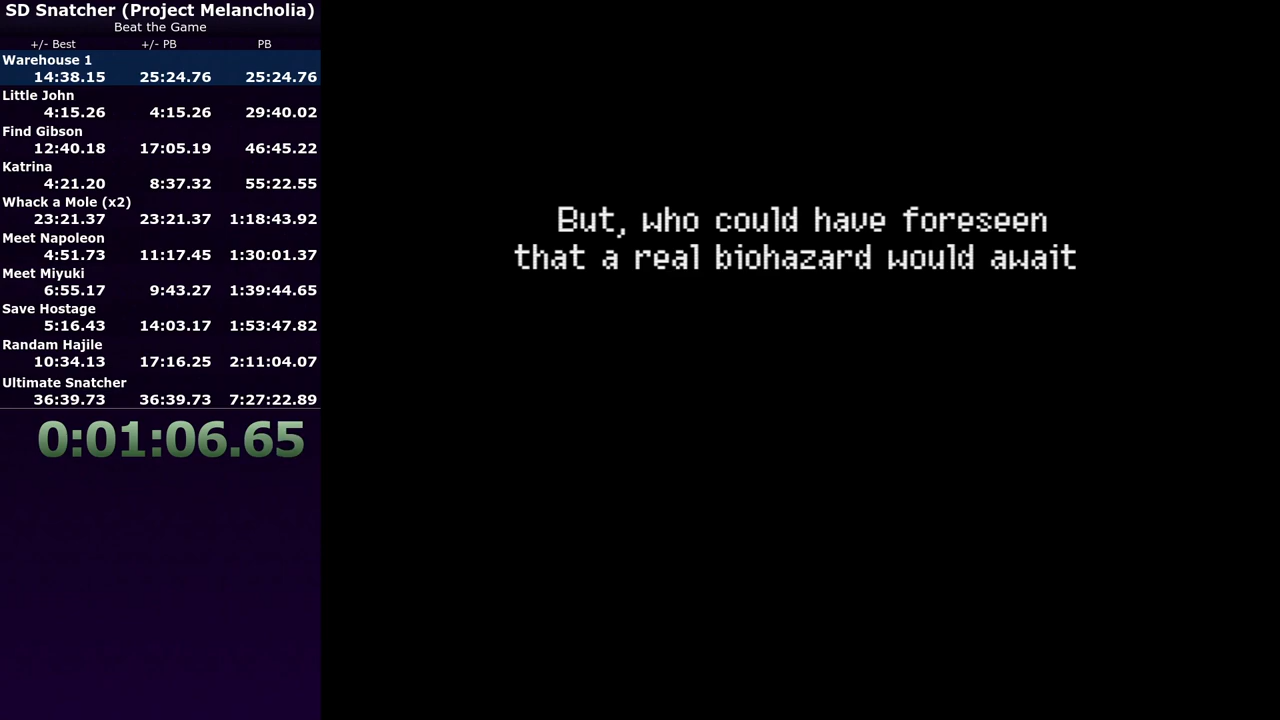 SD Snatcher (Project Melancholia)
Beat the Game
+/- Best +/- PB PB
Warehouse 1
14:38.15 25:24.76 25:24.76
Little John
4:15.26 4:15.26 29:40.02
Find Gibson
12:40.18 17:05.19 46:45.22
Katrina
4:21.20 8:37.32 55:22.55
Whack a Mole (x2)
23:21.37 23:21.37 1:18:43.92
Meet Napoleon
4:51.73 11:17.45 1:30:01.37
Meet Miyuki
6:55.17 9:43.27 1:39:44.65
Save Hostage
5:16.43 14:03.17 1:53:47.82
Randam Hajile
10:34.13 17:16.25 2:11:04.07
Ultimate Snatcher
36:39.73 36:39.73 7:27:22.89
0:01:06.65
But, who could have foreseen
that a real biohazard would await